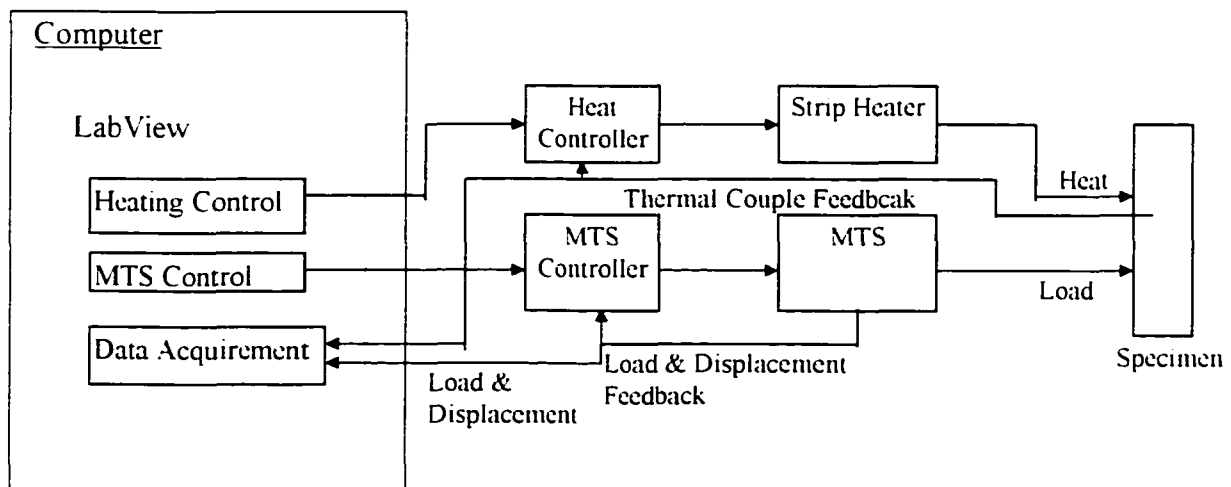 Computer
LabView
Heating Control
MTS Control
Data Acquirement
Heat
Controller
Strip Heater
Heat
Thermal Couple Feedbcak
MTS
Controller
MTS
Load
Load & Displacement
Feedback
Load &
Displacement
Specimen